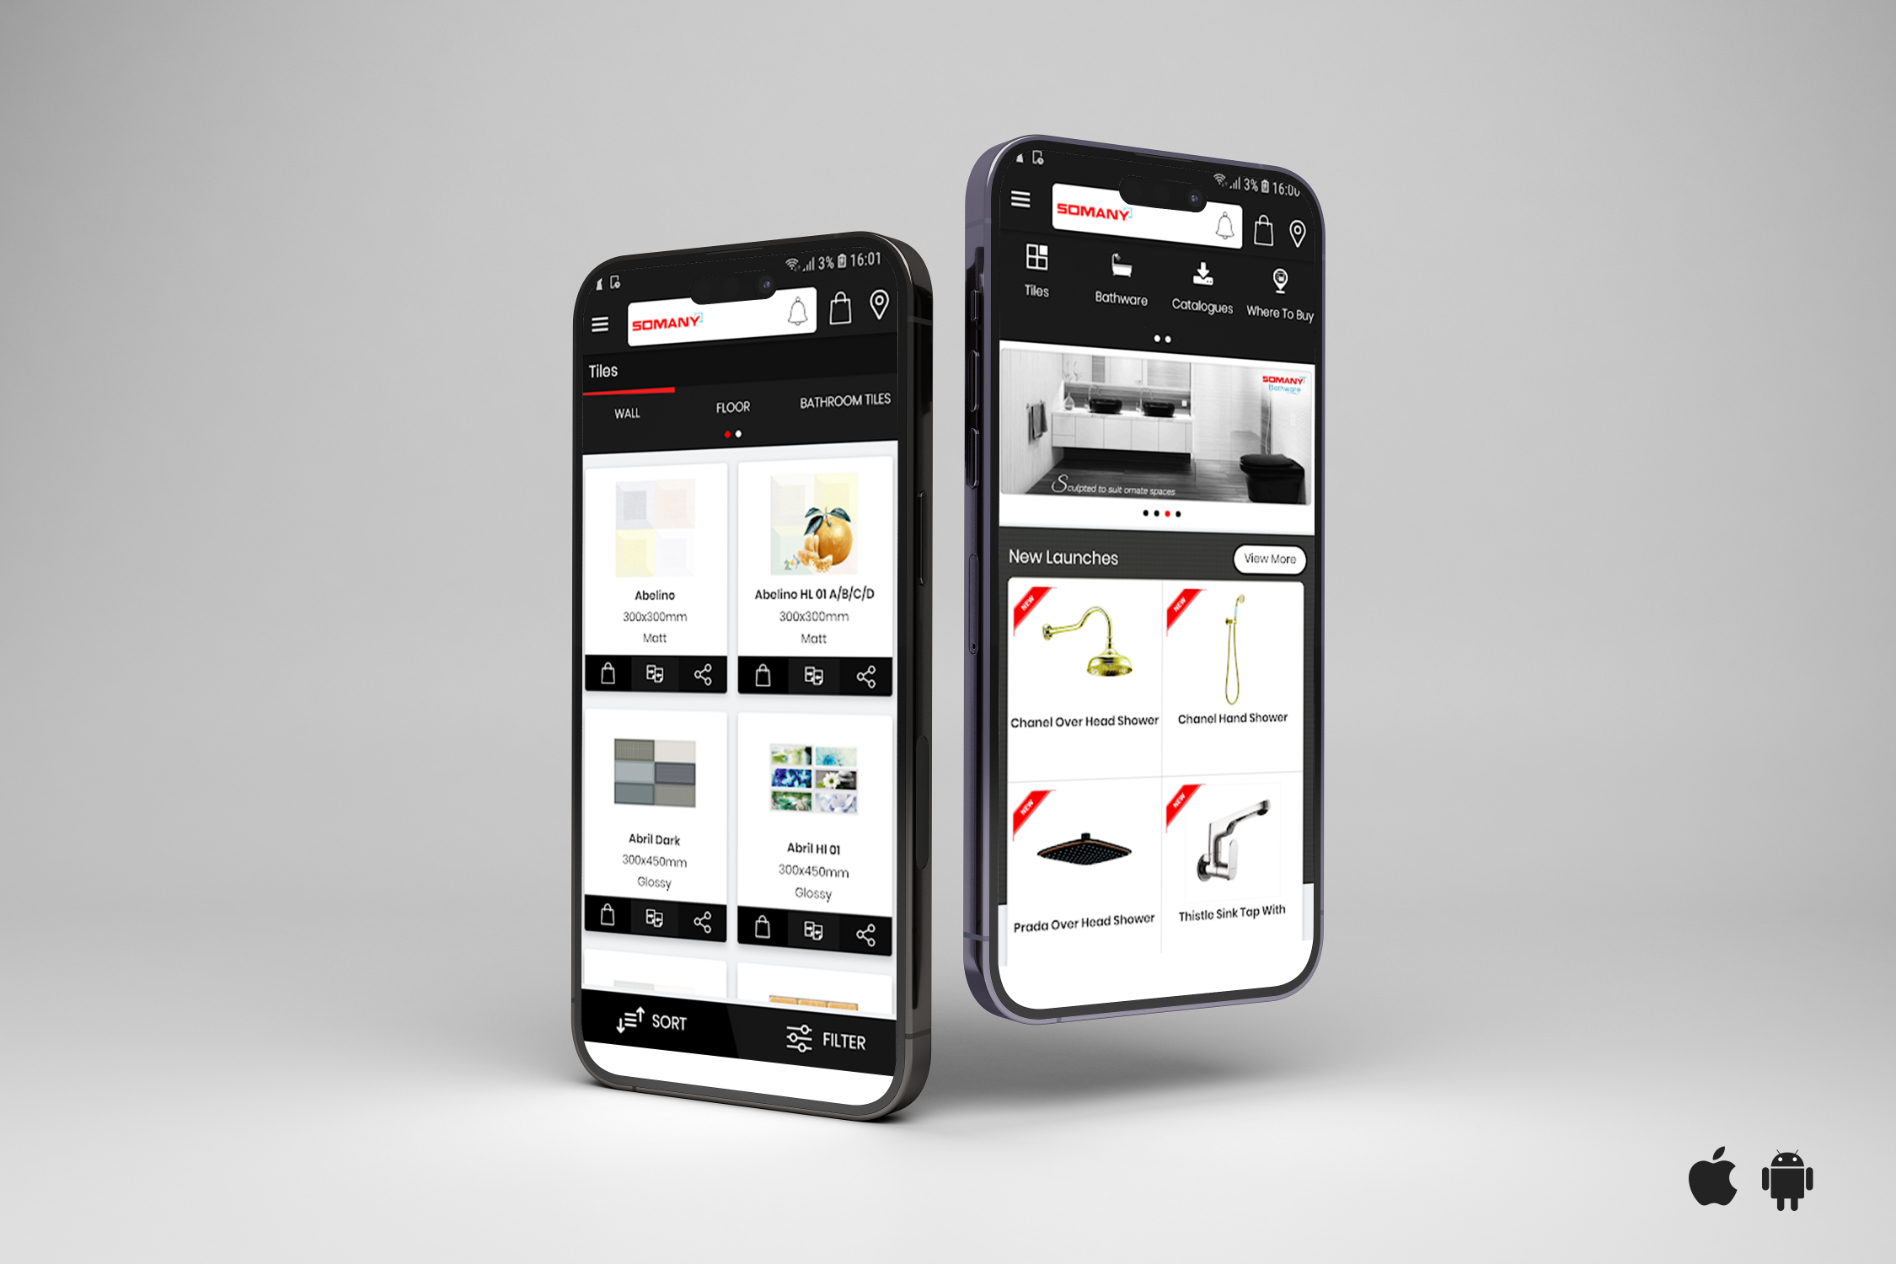 3% 16:01
SOMANY
Tiles
WALL FLOOR BATHROOM TILES
Abelino
300x300mm
Matt
Abelino HL 01 A/B/C/D
300x300mm
Matt
Abril Dark
300x450mm
Glossy
Abril Hl 01
300x450mm
Glossy
SORT
FILTER
3% 16:00
SOMANY
Tiles Bathware Catalogues Where To Buy
SOMANY
Bathware
Sculpted to suit ornate spaces
New Launches
View More
NEW
Chanel Over Head Shower
NEW
Chanel Hand Shower
NEW
Prada Over Head Shower
NEW
Thistle Sink Tap With